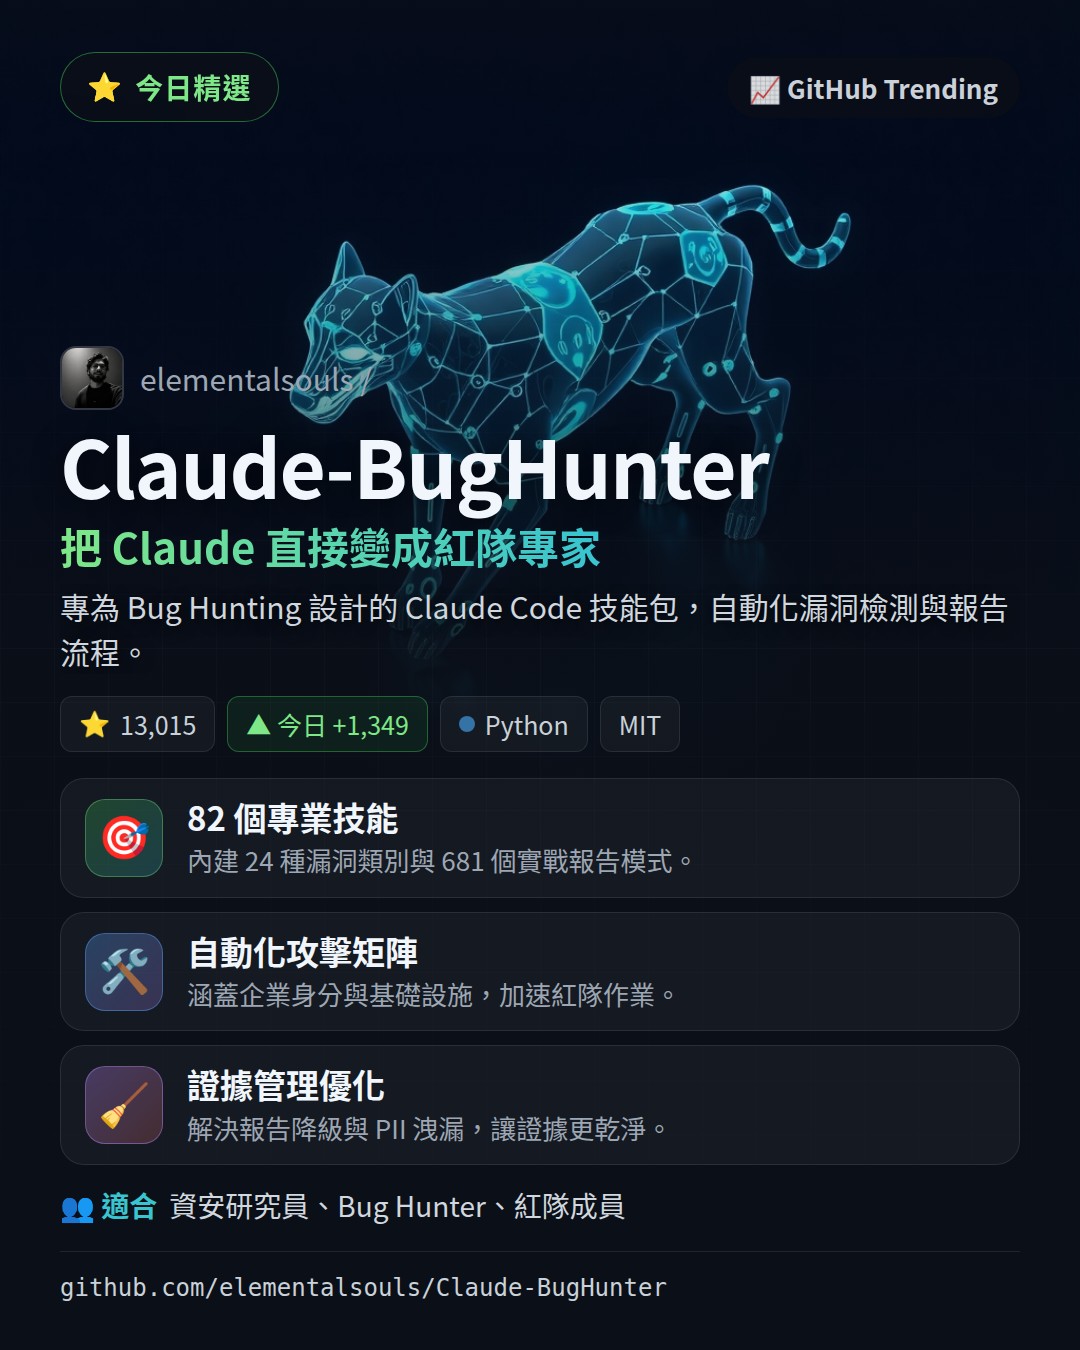 ⭐ 今日精選
📈 GitHub Trending
elementalsouls /
Claude-BugHunter
把 Claude 直接變成紅隊專家
專為 Bug Hunting 設計的 Claude Code 技能包，自動化漏洞檢測與報告
流程。
⭐ 13,015
▲ 今日 +1,349
Python
MIT
82 個專業技能
內建 24 種漏洞類別與 681 個實戰報告模式。
自動化攻擊矩陣
涵蓋企業身分與基礎設施，加速紅隊作業。
證據管理優化
解決報告降級與 PII 洩漏，讓證據更乾淨。
👥 適合 資安研究員、Bug Hunter、紅隊成員
github.com/elementalsouls/Claude-BugHunter